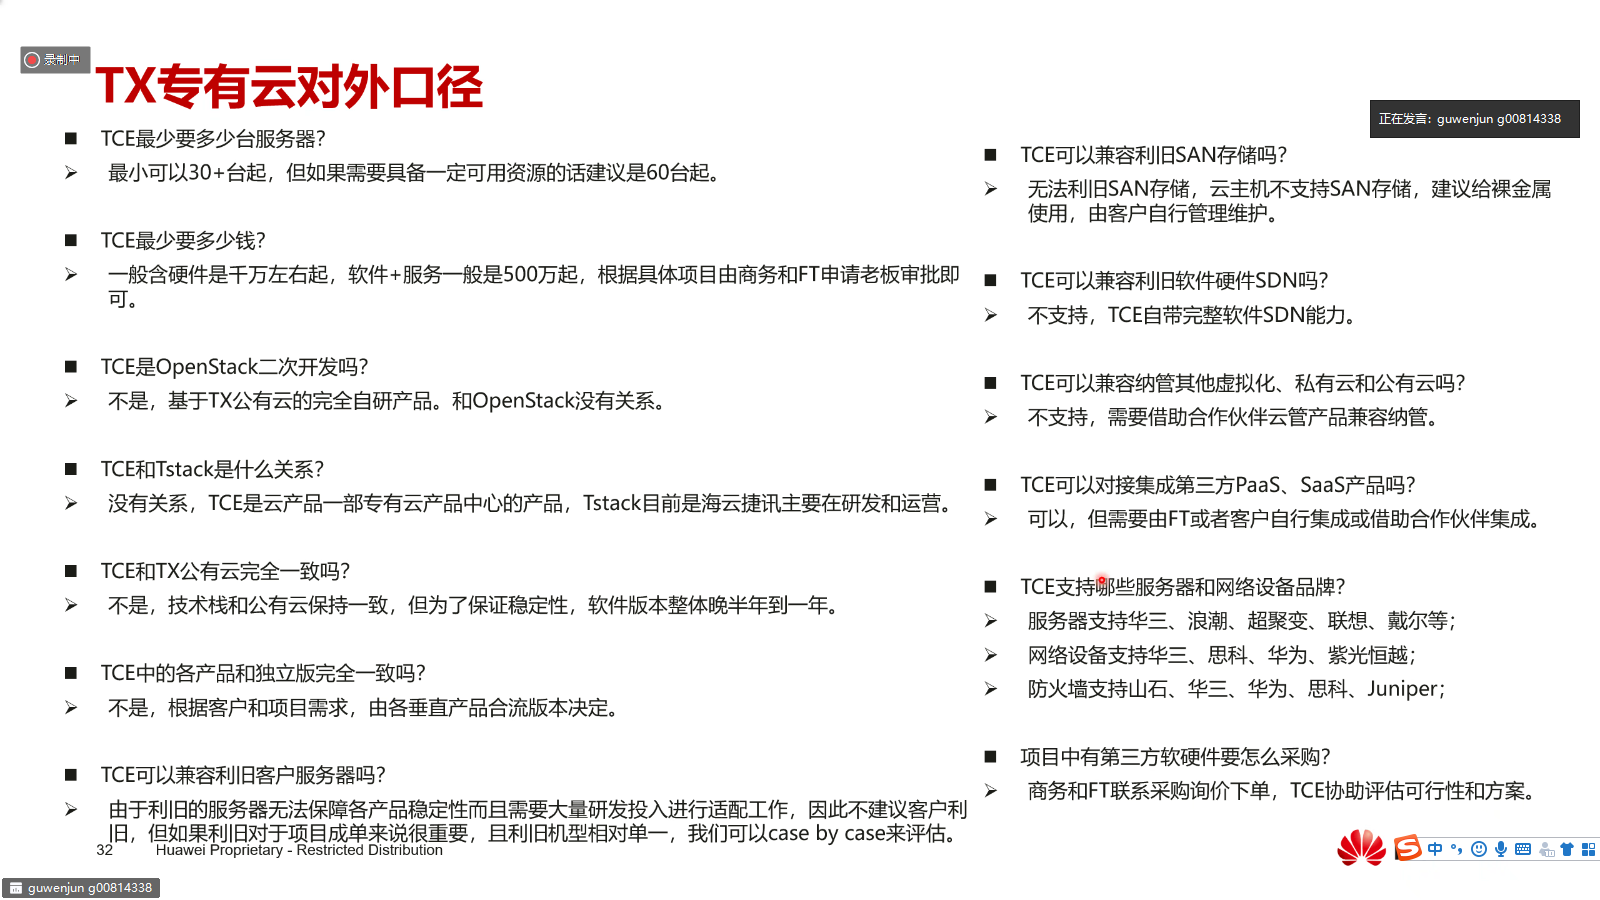 录制中
TX专有云对外口径
正在发言：guwenjun g00814338
TCE最少要多少台服务器？
最小可以30+台起，但如果需要具备一定可用资源的话建议是60台起。
TCE最少要多少钱？
一般含硬件是千万左右起，软件+服务一般是500万起，根据具体项目由商务和FT申请老板审批即
可。
TCE是OpenStack二次开发吗？
不是，基于TX公有云的完全自研产品。和OpenStack没有关系。
TCE和Tstack是什么关系？
没有关系，TCE是云产品一部专有云产品中心的产品，Tstack目前是海云捷讯主要在研发和运营。
TCE和TX公有云完全一致吗？
不是，技术栈和公有云保持一致，但为了保证稳定性，软件版本整体晚半年到一年。
TCE中的各产品和独立版完全一致吗？
不是，根据客户和项目需求，由各垂直产品合流版本决定。
TCE可以兼容利旧客户服务器吗？
由于利旧的服务器无法保障各产品稳定性而且需要大量研发投入进行适配工作，因此不建议客户利
旧，但如果利旧对于项目成单来说很重要，且利旧机型相对单一，我们可以case by case来评估。
TCE可以兼容利旧SAN存储吗？
无法利旧SAN存储，云主机不支持SAN存储，建议给裸金属
使用，由客户自行管理维护。
TCE可以兼容利旧软件硬件SDN吗？
不支持，TCE自带完整软件SDN能力。
TCE可以兼容纳管其他虚拟化、私有云和公有云吗？
不支持，需要借助合作伙伴云管产品兼容纳管。
TCE可以对接集成第三方PaaS、SaaS产品吗？
可以，但需要由FT或者客户自行集成或借助合作伙伴集成。
TCE支持哪些服务器和网络设备品牌？
服务器支持华三、浪潮、超聚变、联想、戴尔等；
网络设备支持华三、思科、华为、紫光恒越；
防火墙支持山石、华三、华为、思科、Juniper；
项目中有第三方软硬件要怎么采购？
商务和FT联系采购询价下单，TCE协助评估可行性和方案。
32 Huawei Proprietary - Restricted Distribution
S 中
guwenjun g00814338